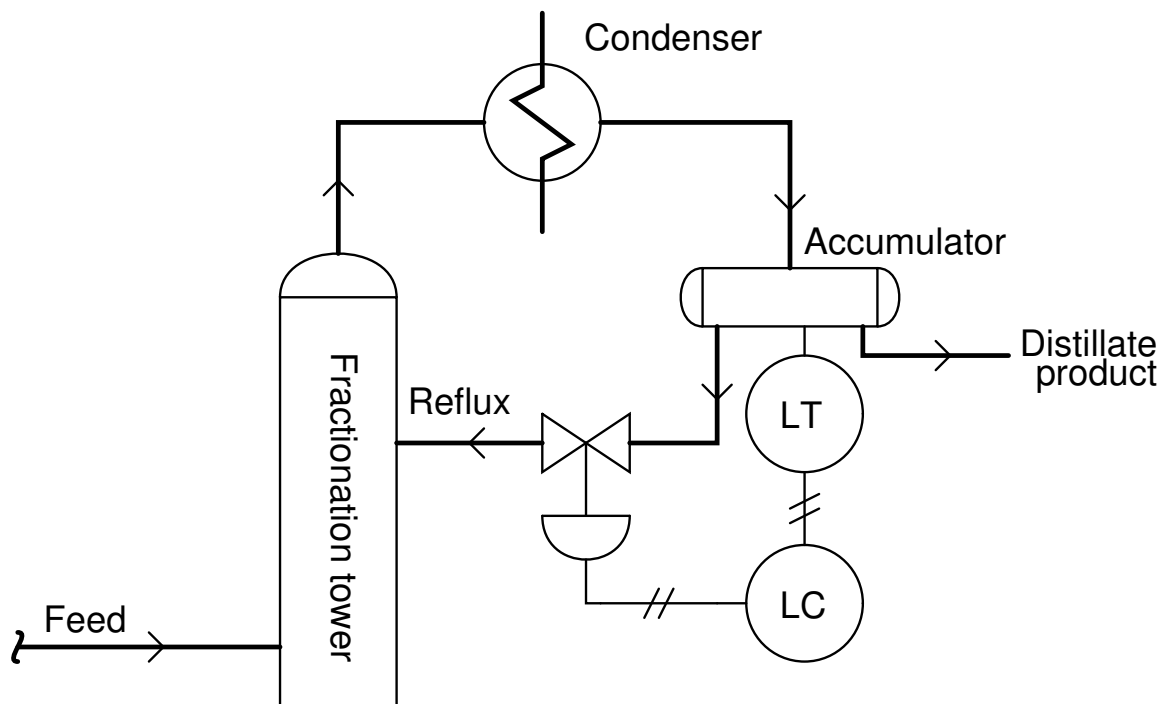 Condenser
Accumulator
Distillate
product
Reflux
LT
Fractionation tower
LC
Feed